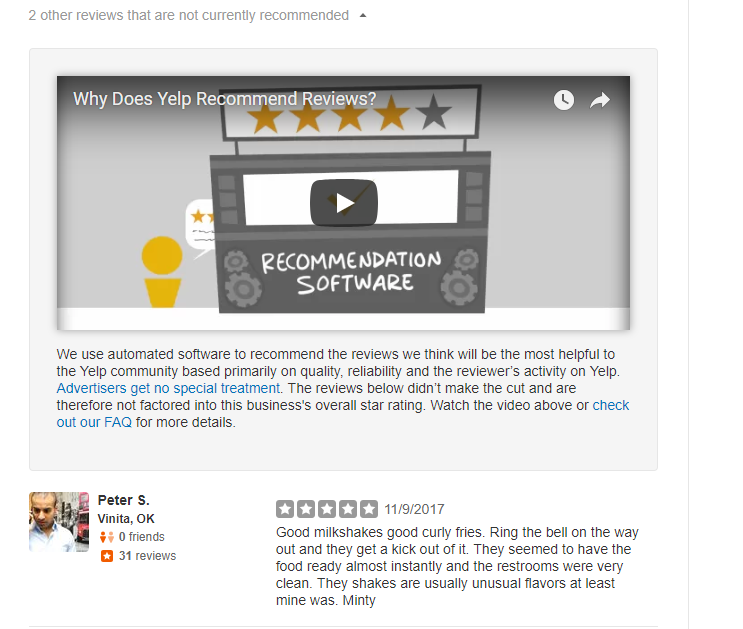 2 other reviews that are not currently recommended
Why Does Yelp Recommend Reviews?
RECOMMENDATION
SOFTWARE
We use automated software to recommend the reviews we think will be the most helpful to
the Yelp community based primarily on quality, reliability and the reviewer's activity on Yelp.
Advertisers get no special treatment. The reviews below didn't make the cut and are
therefore not factored into this business's overall star rating. Watch the video above or check
out our FAQ for more details.
Peter S.
Vinita, OK
0 friends
31 reviews
11/9/2017
Good milkshakes good curly fries. Ring the bell on the way
out and they get a kick out of it. They seemed to have the
food ready almost instantly and the restrooms were very
clean. They shakes are usually unusual flavors at least
mine was. Minty